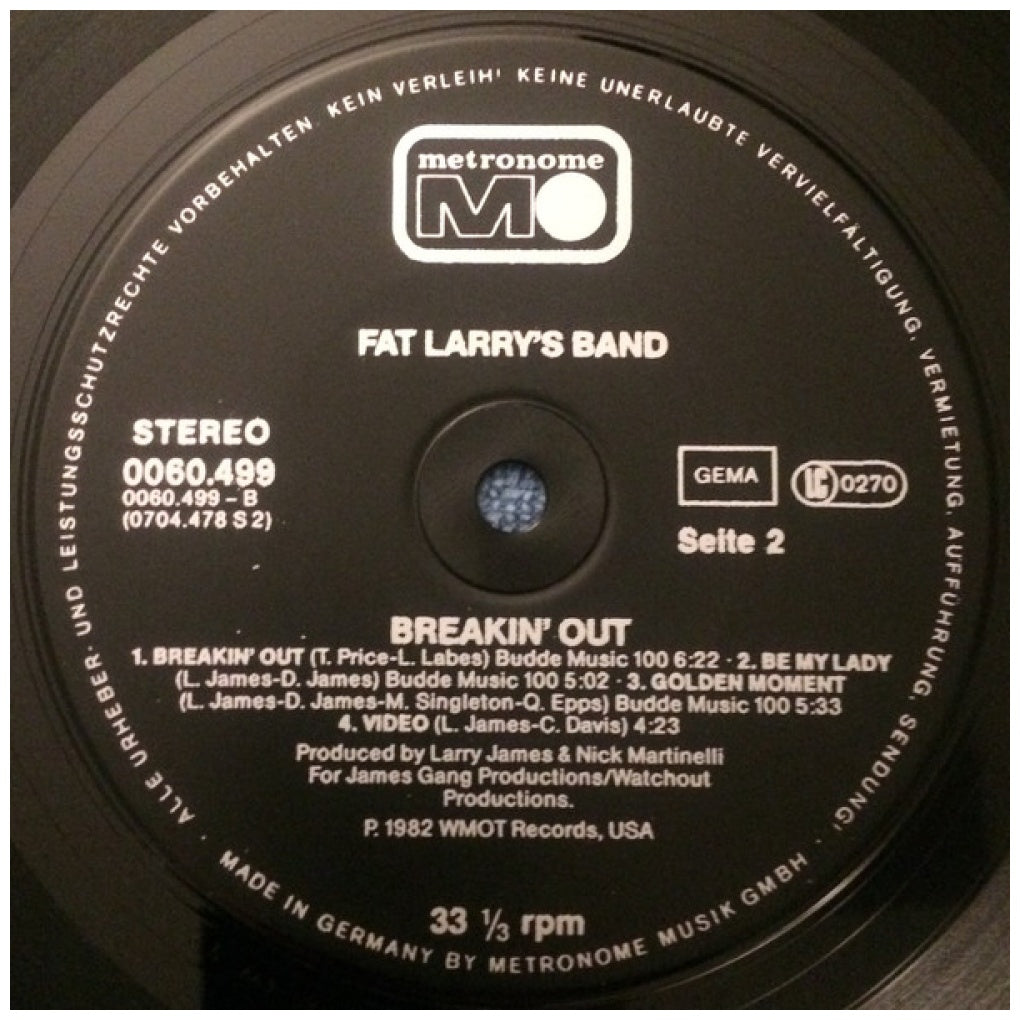 ALLE URHEBER- UND LEISTUNGSSCHUTZRECHTE VORBEHALTEN KEIN VERLEIH! KEINE UNERLAUBTE VERVIELFÄLTIGUNG, VERMIETUNG, AUFFÜHRUNG, SENDUNG!
metronome
MO
FAT LARRY'S BAND
STEREO
0060.499
0060.499 – B
(0704.478 S 2)
GEMA
LC 0270
Seite 2
BREAKIN' OUT
1. BREAKIN' OUT (T. Price-L. Labes) Budde Music 100 6:22 · 2. BE MY LADY
(L. James-D. James) Budde Music 100 5:02 · 3. GOLDEN MOMENT
(L. James-D. James-M. Singleton-Q. Epps) Budde Music 100 5:33
4. VIDEO (L. James-C. Davis) 4:23
Produced by Larry James & Nick Martinelli
For James Gang Productions/Watchout
Productions.
P. 1982 WMOT Records, USA
33 ⅓ rpm
· MADE IN GERMANY BY METRONOME MUSIK GMBH ·